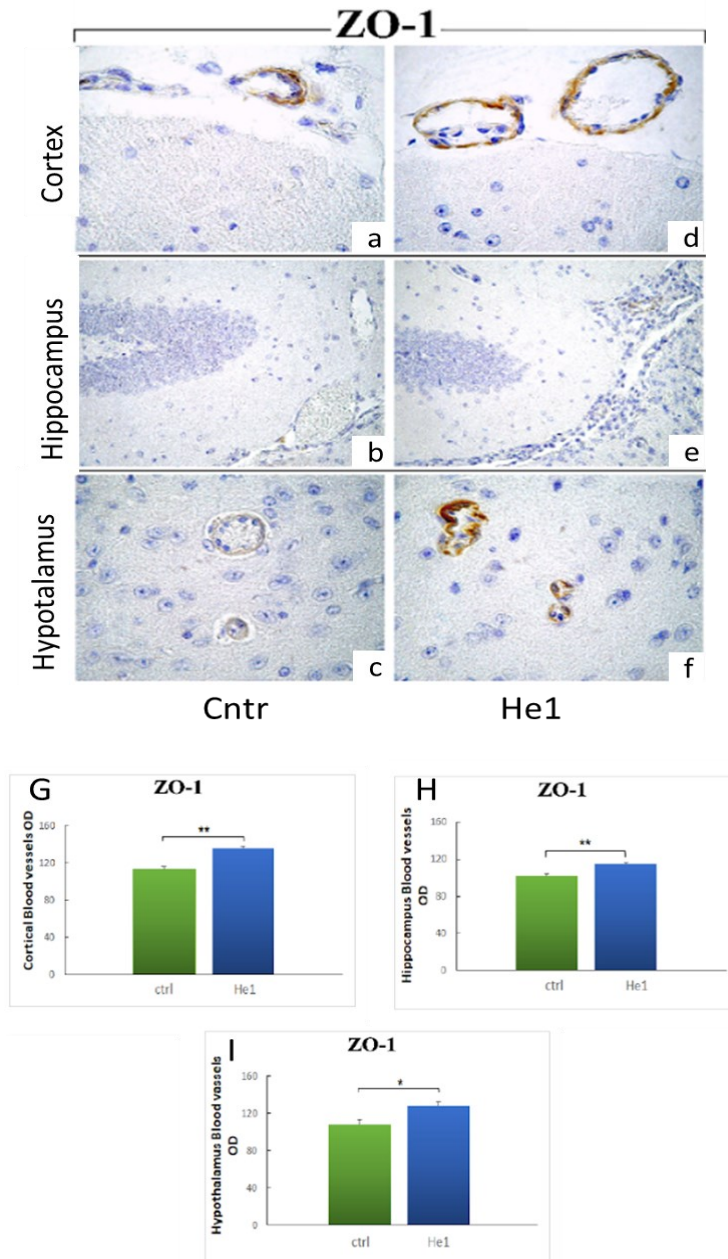 ZO-1
Cortex
a
d
Hippocampus
b
e
Hypotalamus
c
f
Cntr
He1
G
ZO-1
Cortical Blood vessels OD
160
120
80
40
0
**
ctrl
He1
H
ZO-1
Hippocampus Blood vessels
OD
160
120
80
40
0
**
ctrl
He1
I
ZO-1
Hypothalamus Blood vassels
OD
160
120
80
40
0
*
ctrl
He1